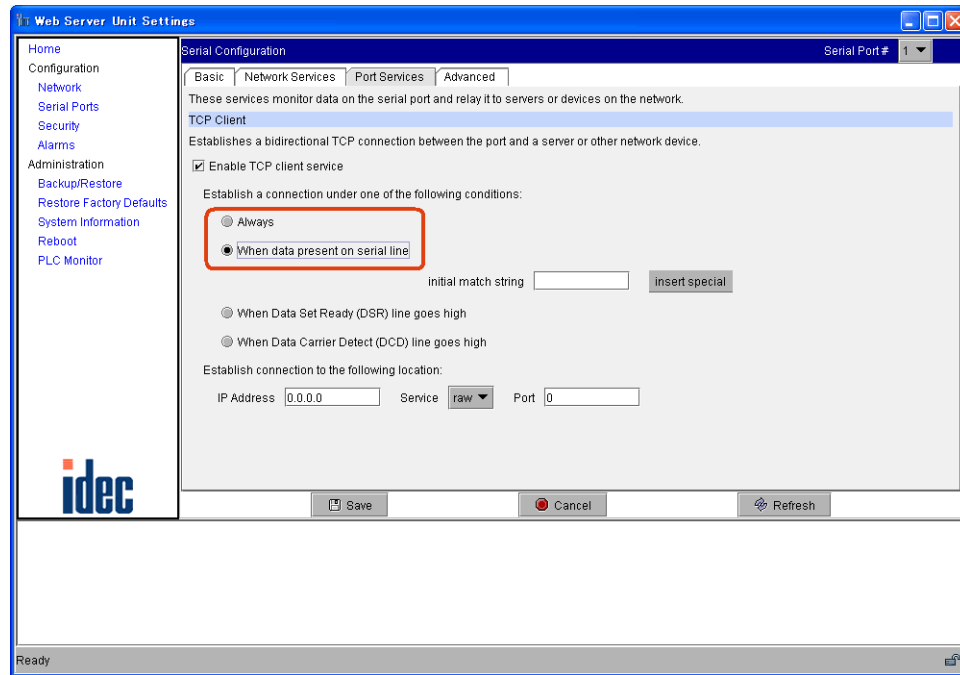 Web Server Unit Settings
Home
Configuration
Network
Serial Ports
Security
Alarms
Administration
Backup/Restore
Restore Factory Defaults
System Information
Reboot
PLC Monitor
idec
Serial Configuration Serial Port# 1
Basic Network Services Port Services Advanced
These services monitor data on the serial port and relay it to servers or devices on the network.
TCP Client
Establishes a bidirectional TCP connection between the port and a server or other network device.
Enable TCP client service
Establish a connection under one of the following conditions:
Always
When data present on serial line
initial match string insert special
When Data Set Ready (DSR) line goes high
When Data Carrier Detect (DCD) line goes high
Establish connection to the following location:
IP Address 0.0.0.0 Service raw Port 0
Save Cancel Refresh
Ready